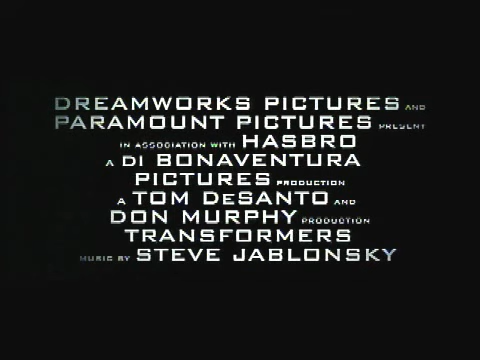 DREAMWORKS PICTURES AND
PARAMOUNT PICTURES PRESENT
IN ASSOCIATION WITH HASBRO
A DI BONAVENTURA
PICTURES PRODUCTION
A TOM DeSANTO AND
DON MURPHY PRODUCTION
TRANSFORMERS
MUSIC BY STEVE JABLONSKY